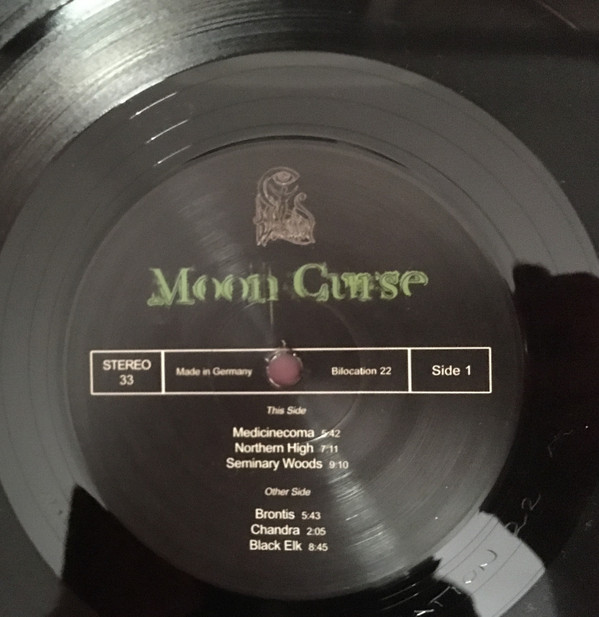 Moon Curse
STEREO
33
Made in Germany
Bilocation 22
Side 1
This Side
Medicinecoma 5:42
Northern High 7:11
Seminary Woods 9:10
Other Side
Brontis 5:43
Chandra 2:05
Black Elk 8:45
22